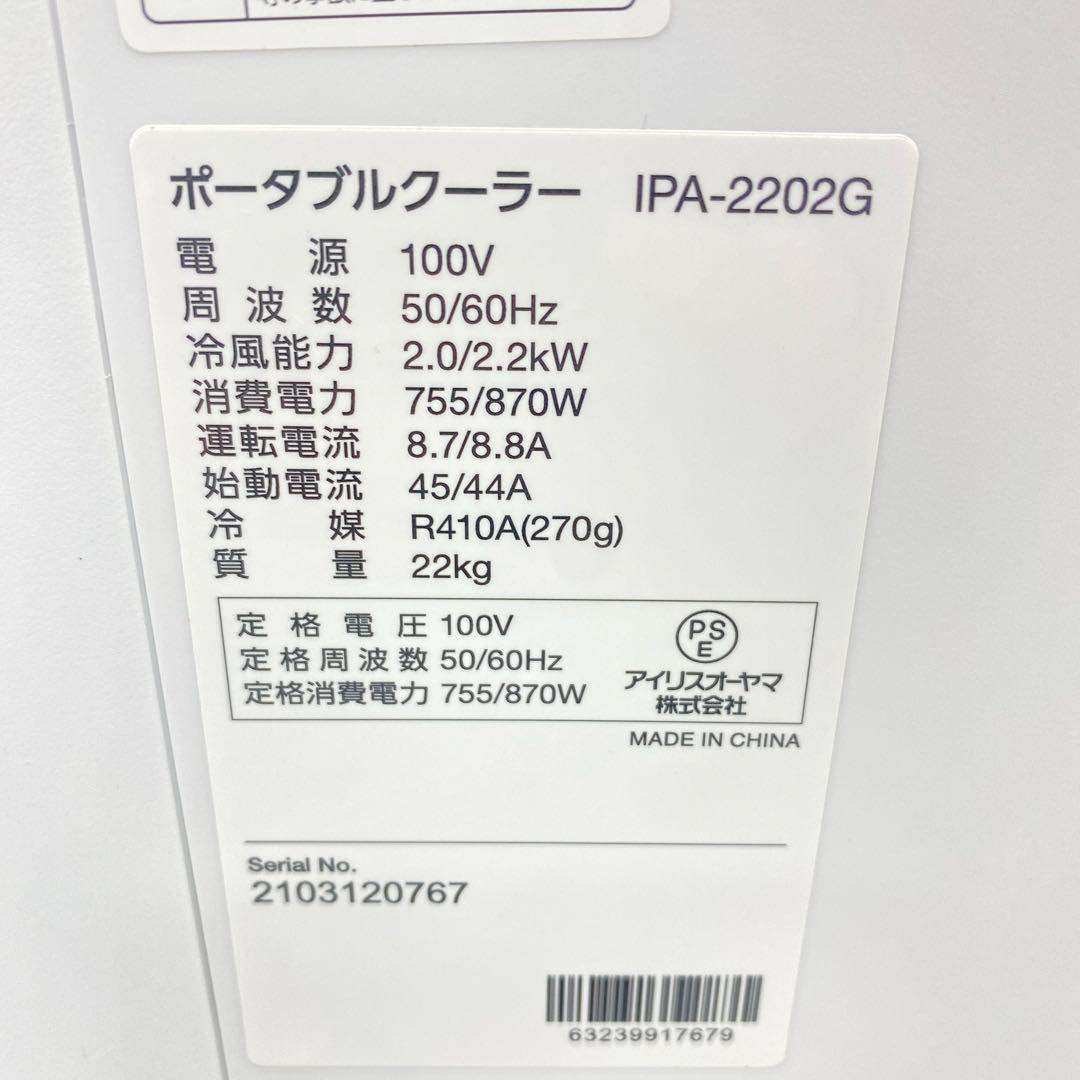 ポータブルクーラー IPA-2202G
電源 100V
周波数 50/60Hz
冷風能力 2.0/2.2kW
消費電力 755/870W
運転電流 8.7/8.8A
始動電流 45/44A
冷媒 R410A(270g)
質量 22kg
定格電圧 100V
定格周波数 50/60Hz
定格消費電力 755/870W
PS
E
アイリスオーヤマ
株式会社
MADE IN CHINA
Serial No.
2103120767
63239917679